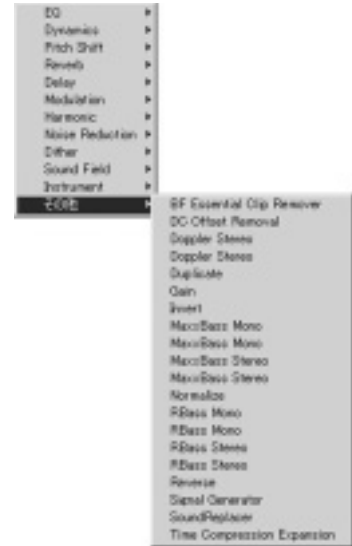 EQ
Dynamics
Pitch Shift
Reverb
Delay
Modulation
Harmonic
Noise Reduction
Dither
Sound Field
Instrument
その他
BF Essential Clip Remover
DC Offset Removal
Doppler Stereo
Doppler Stereo
Duplicate
Gain
Invert
MaxxBass Mono
MaxxBass Mono
MaxxBass Stereo
MaxxBass Stereo
Normalize
RBass Mono
RBass Mono
RBass Stereo
RBass Stereo
Reverse
Signal Generator
SoundReplacer
Time Compression Expansion